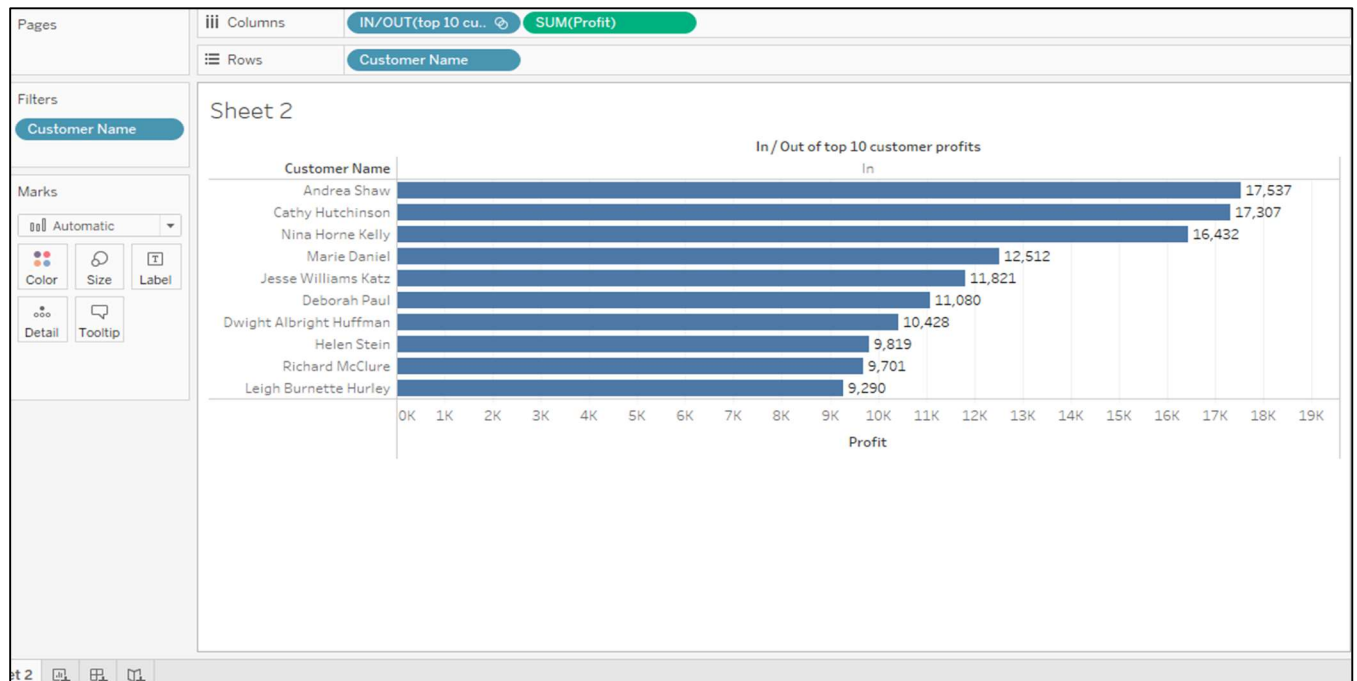 Pages
Columns
IN/OUT(top 10 cu..
SUM(Profit)
Rows
Customer Name
Filters
Customer Name
Marks
Automatic
Color Size Label
Detail Tooltip
Sheet 2
In / Out of top 10 customer profits
Customer Name In
Andrea Shaw 17,537
Cathy Hutchinson 17,307
Nina Horne Kelly 16,432
Marie Daniel 12,512
Jesse Williams Katz 11,821
Deborah Paul 11,080
Dwight Albright Huffman 10,428
Helen Stein 9,819
Richard McClure 9,701
Leigh Burnette Hurley 9,290
0K 1K 2K 3K 4K 5K 6K 7K 8K 9K 10K 11K 12K 13K 14K 15K 16K 17K 18K 19K
Profit
et 2